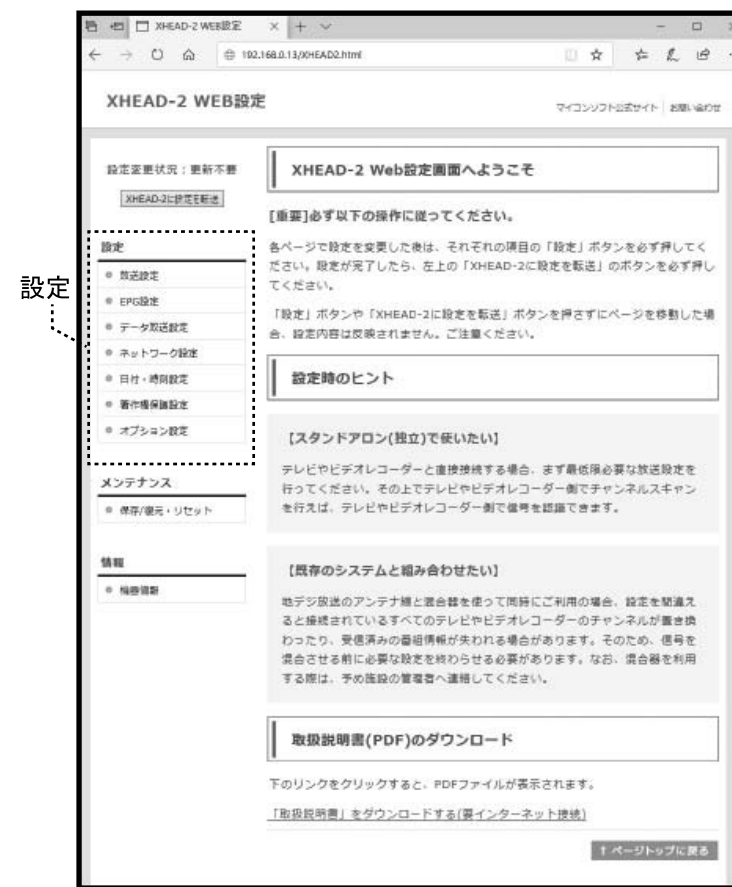 XHEAD-2 WEB設定
192.168.0.13/XHEAD2.html
XHEAD-2 WEB設定
マイコンソフト公式サイト お問い合わせ
設定変更状況：更新不要
XHEAD-2に設定を転送
設定
設定
放送設定
EPG設定
データ放送設定
ネットワーク設定
日付・時刻設定
著作権保護設定
オプション設定
メンテナンス
保存/復元・リセット
情報
機器情報
XHEAD-2 Web設定画面へようこそ
[重要]必ず以下の操作に従ってください。
各ページで設定を変更した後は、それぞれの項目の「設定」ボタンを必ず押してく
ださい。設定が完了したら、左上の「XHEAD-2に設定を転送」のボタンを必ず押し
てください。
「設定」ボタンや「XHEAD-2に設定を転送」ボタンを押さずにページを移動した場
合、設定内容は反映されません。ご注意ください。
設定時のヒント
【スタンドアロン(独立)で使いたい】
テレビやビデオレコーダーと直接接続する場合、まず最低限必要な放送設定を
行ってください。その上でテレビやビデオレコーダー側でチャンネルスキャン
を行えば、テレビやビデオレコーダー側で信号を認識できます。
【既存のシステムと組み合わせたい】
地デジ放送のアンテナ線と混合器を使って同時にご利用の場合、設定を間違え
ると接続されているすべてのテレビやビデオレコーダーのチャンネルが置き換
わったり、受信済みの番組情報が失われる場合があります。そのため、信号を
混合させる前に必要な設定を終わらせる必要があります。なお、混合器を利用
する際は、予め施設の管理者へ連絡してください。
取扱説明書(PDF)のダウンロード
下のリンクをクリックすると、PDFファイルが表示されます。
「取扱説明書」をダウンロードする(要インターネット接続)
↑ ページトップに戻る